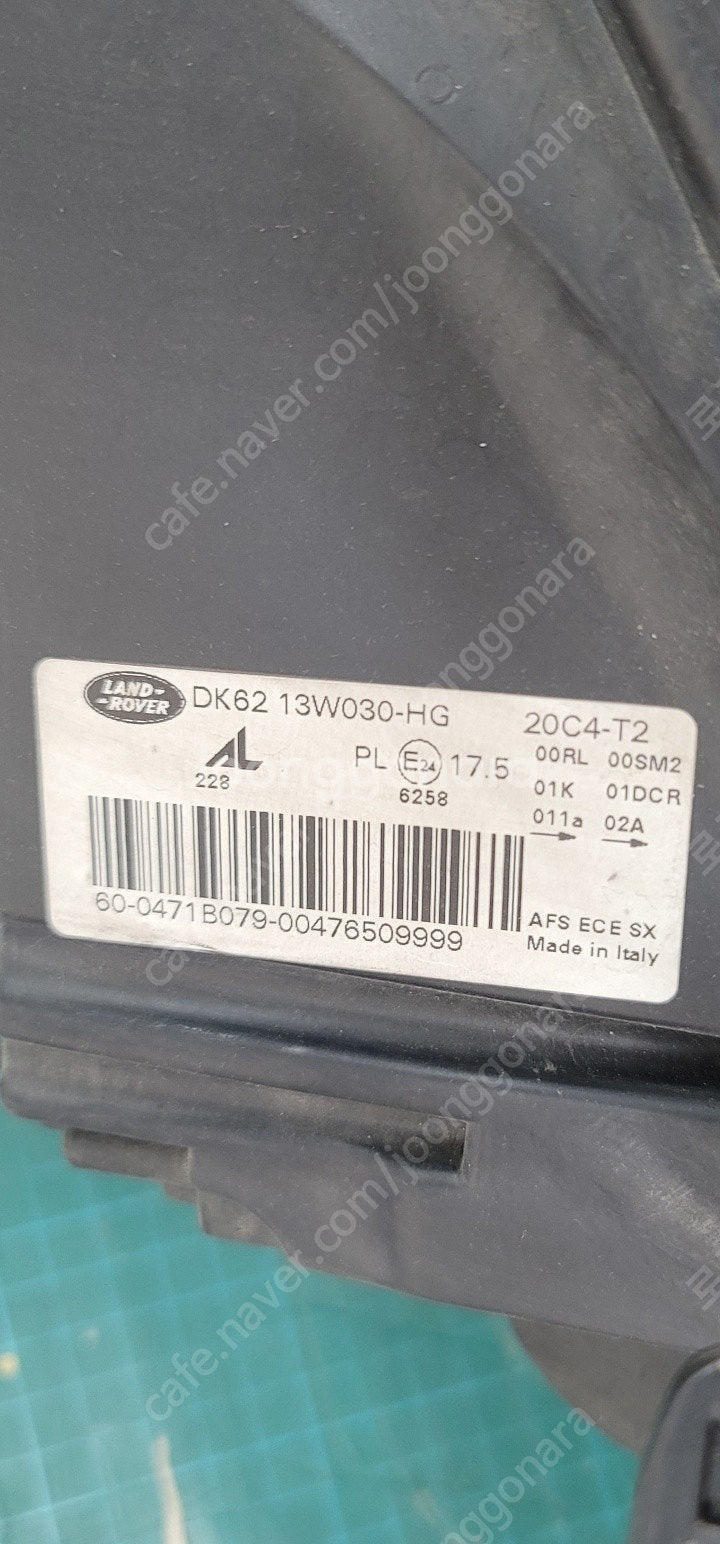 cafe.naver.com/joonggonara
joonggonara
LAND-
-ROVER
DK62 13W030-HG
20C4-T2
AL
228
PL E24 17.5
6258
00RL 00SM2
01K 01DCR
011a 02A
60-0471B079-00476509999
AFS ECE SX
Made in Italy
cafe.naver.com/joonggonara
cafe.naver.com/joonggonara